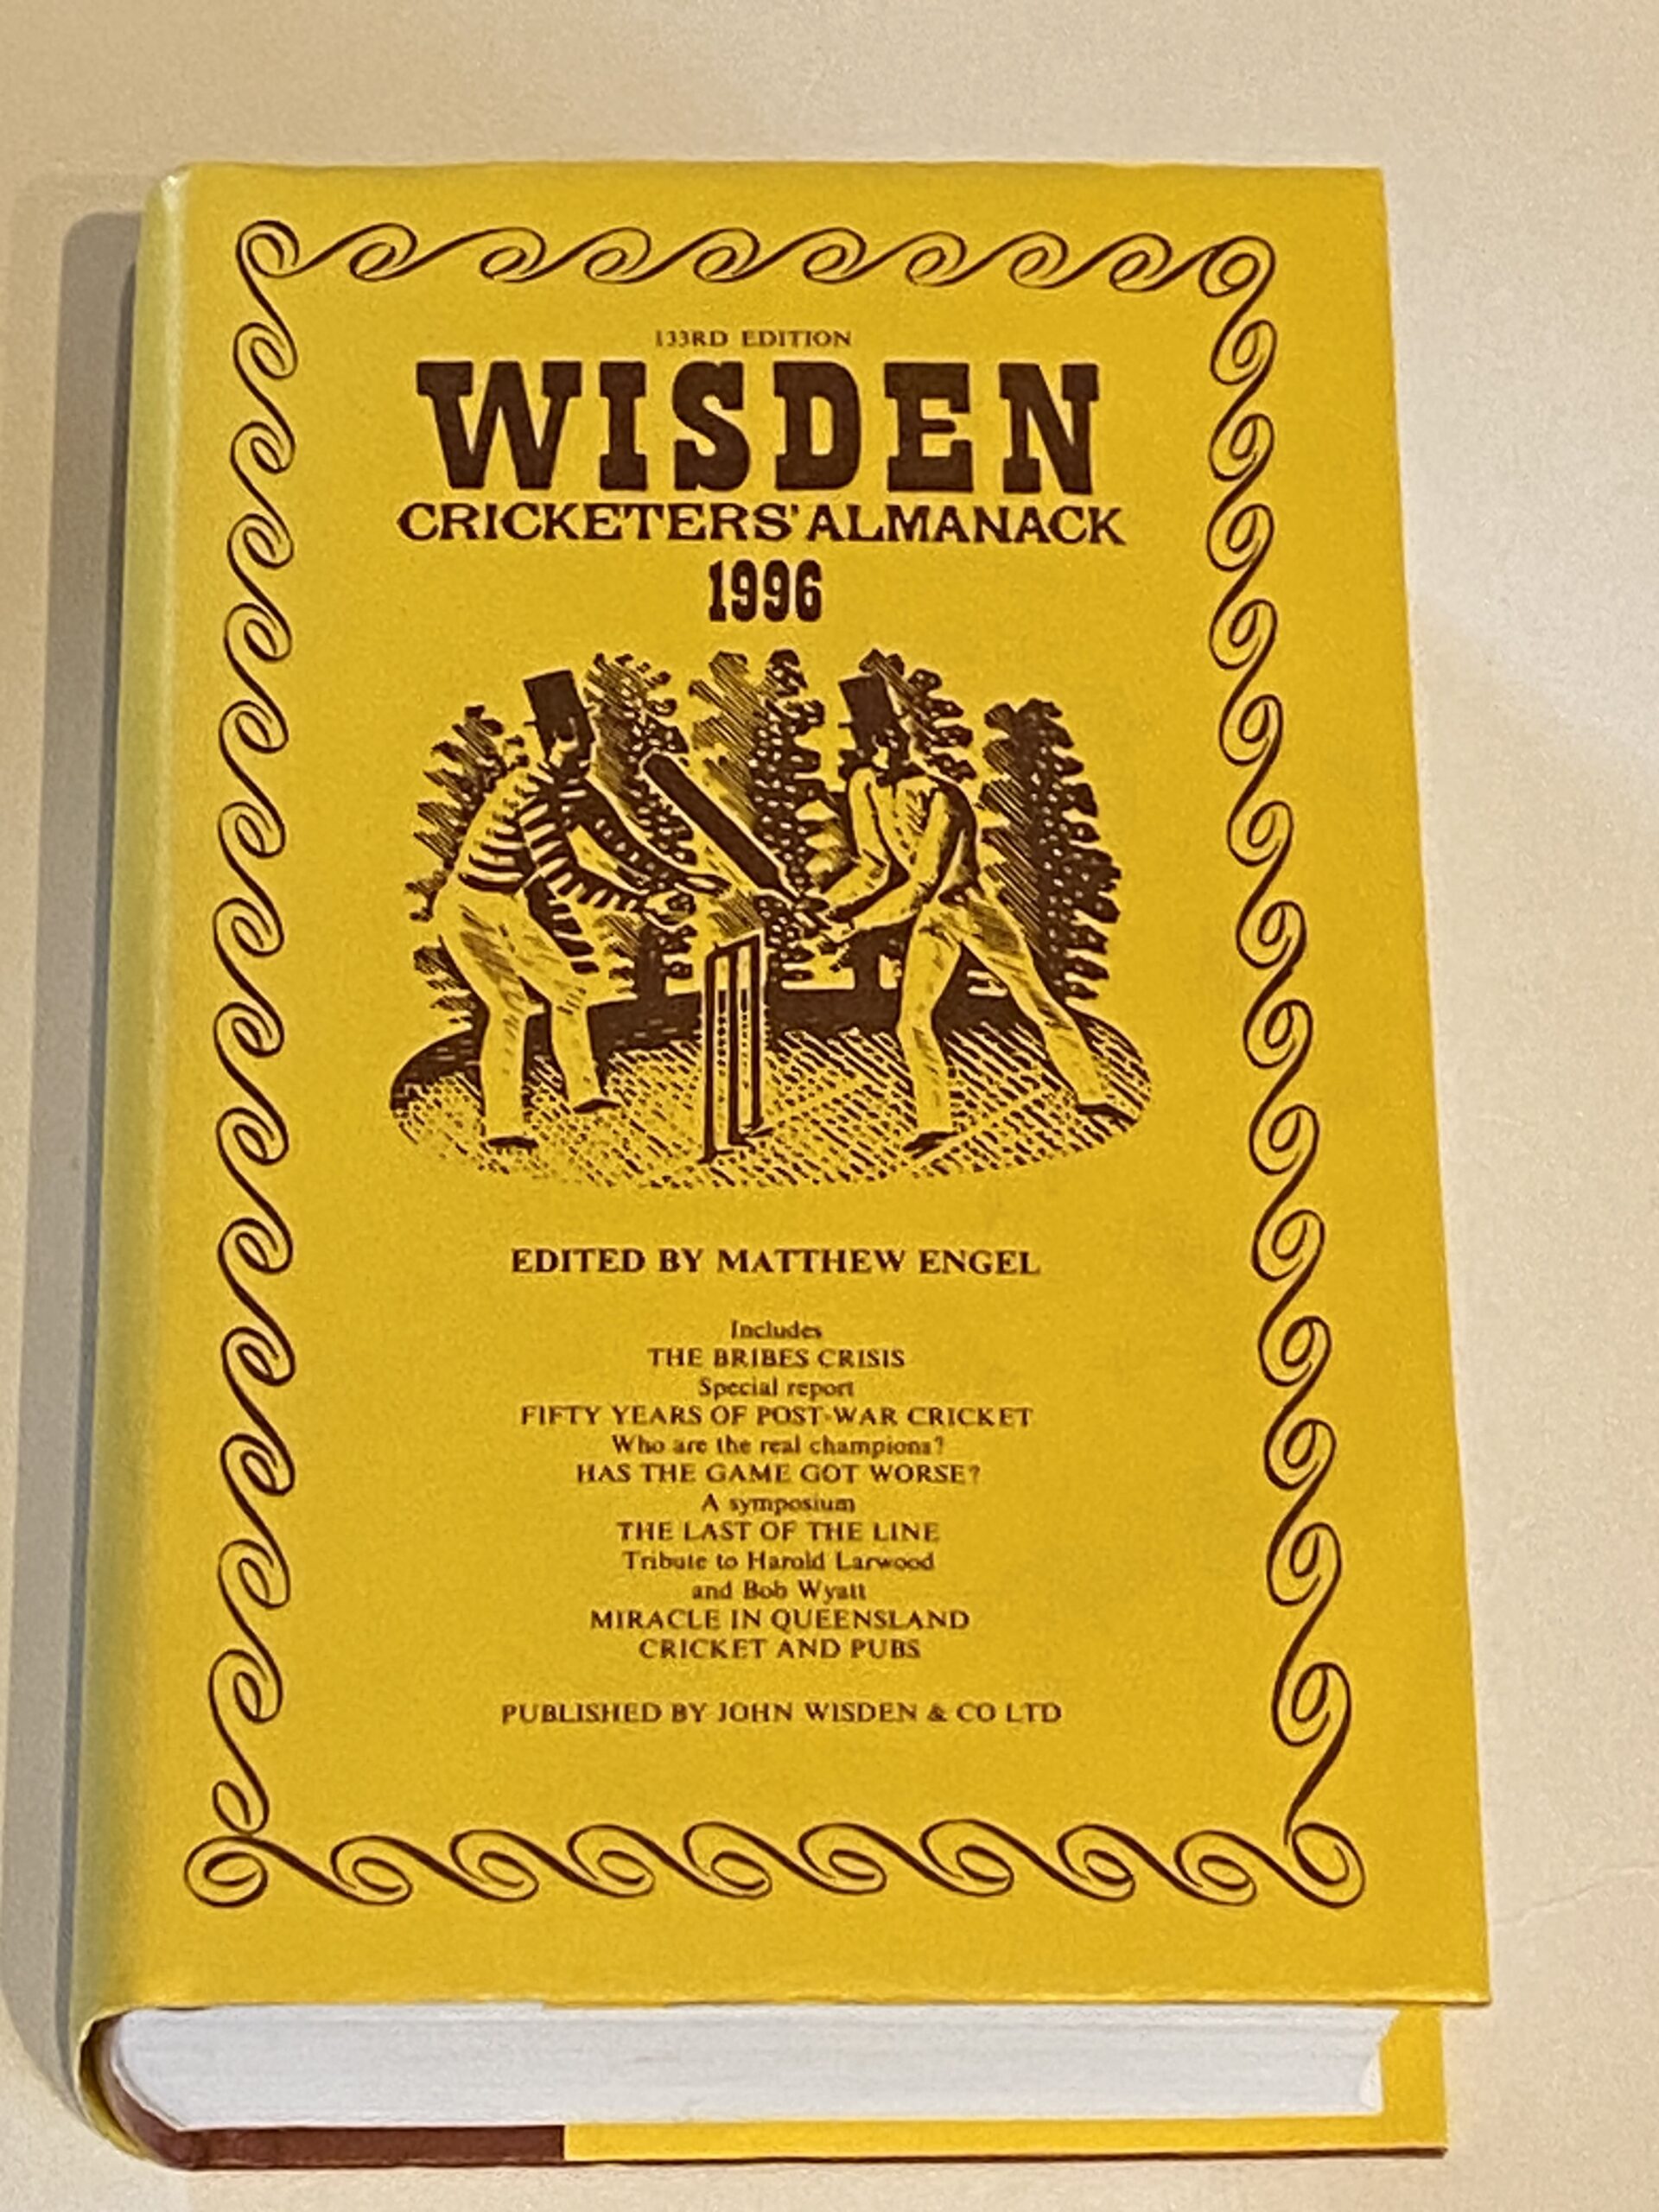 133RD EDITION
WISDEN
CRICKETERS' ALMANACK
1996
EDITED BY MATTHEW ENGEL
Includes
THE BRIBES CRISIS
Special report
FIFTY YEARS OF POST-WAR CRICKET
Who are the real champions?
HAS THE GAME GOT WORSE?
A symposium
THE LAST OF THE LINE
Tribute to Harold Larwood
and Bob Wyatt
MIRACLE IN QUEENSLAND
CRICKET AND PUBS
PUBLISHED BY JOHN WISDEN & CO LTD